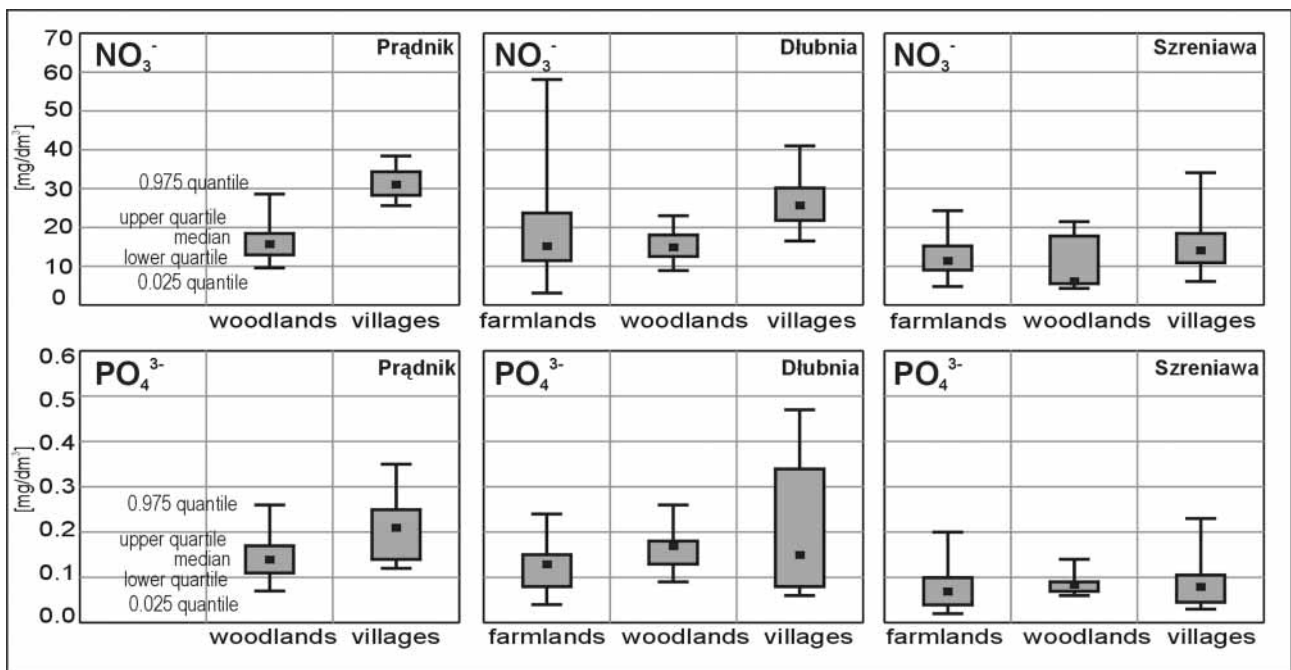 NO₃⁻ Prądnik
NO₃⁻ Dłubnia
NO₃⁻ Szreniawa
[mg/dm³]
70
60
50
40
30
20
10
0
0.975 quantile
upper quartile
median
lower quartile
0.025 quantile
woodlands villages
farmlands woodlands villages
farmlands woodlands villages
PO₄³⁻ Prądnik
PO₄³⁻ Dłubnia
PO₄³⁻ Szreniawa
[mg/dm³]
0.6
0.5
0.4
0.3
0.2
0.1
0.0
0.975 quantile
upper quartile
median
lower quartile
0.025 quantile
woodlands villages
farmlands woodlands villages
farmlands woodlands villages